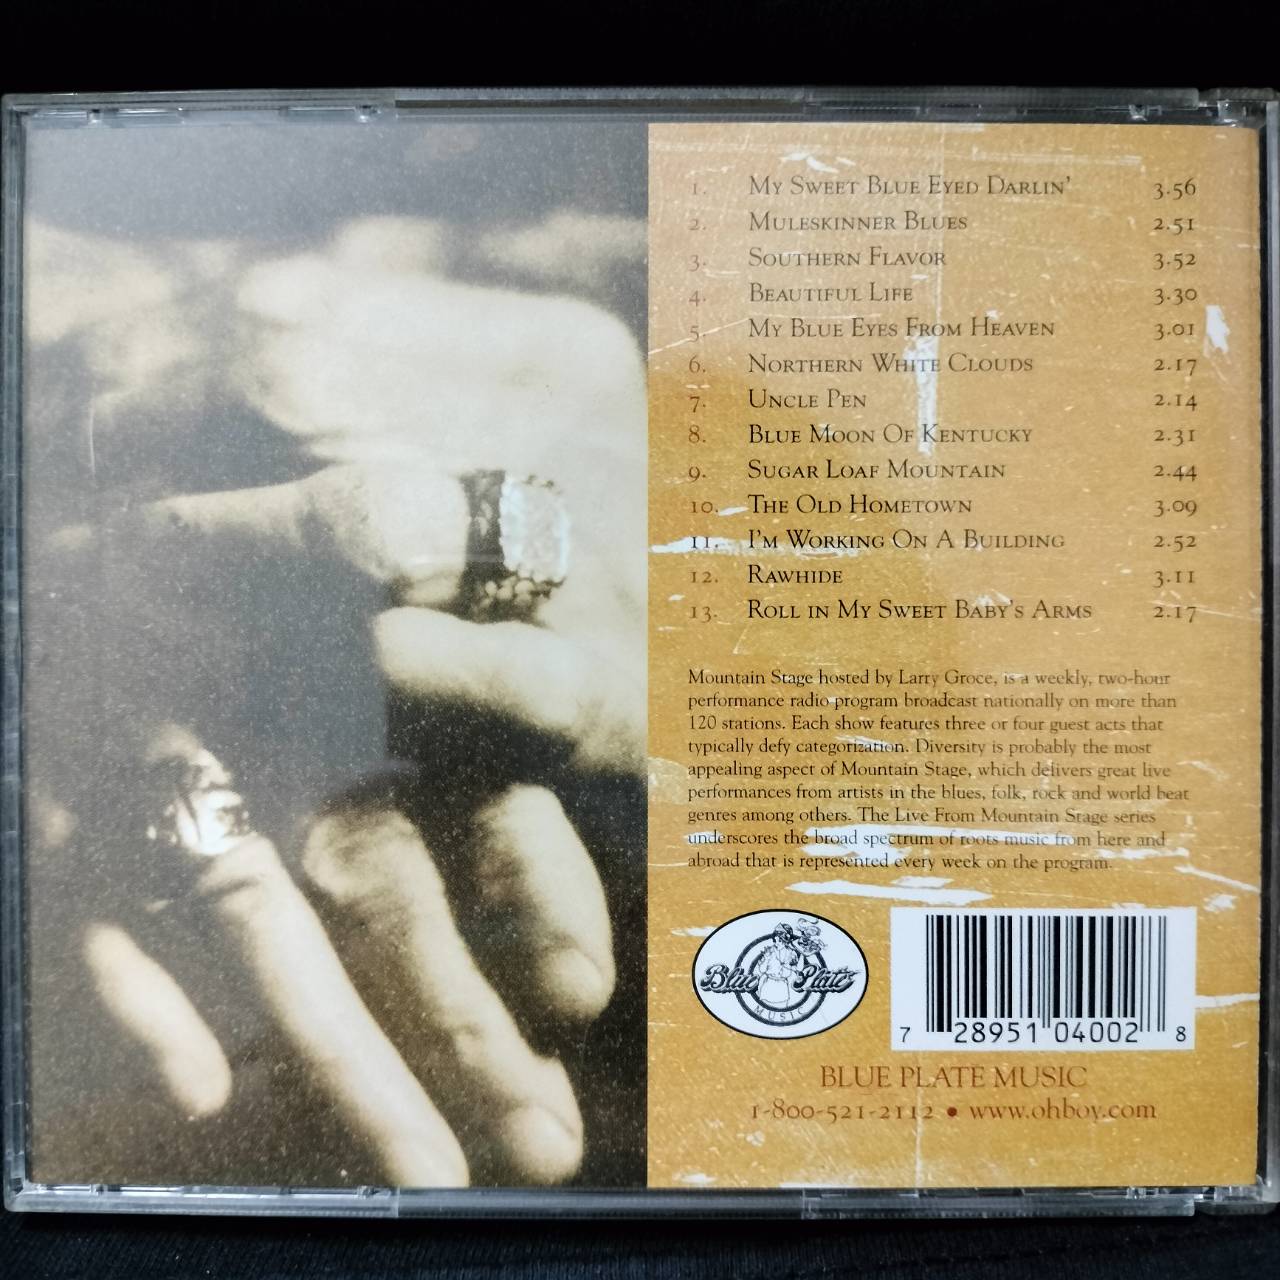 1. My Sweet Blue Eyed Darlin' 3.56
2. Muleskinner Blues 2.51
3. Southern Flavor 3.52
4. Beautiful Life 3.30
5. My Blue Eyes From Heaven 3.01
6. Northern White Clouds 2.17
7. Uncle Pen 2.14
8. Blue Moon Of Kentucky 2.31
9. Sugar Loaf Mountain 2.44
10. The Old Hometown 3.09
11. I'm Working On A Building 2.52
12. Rawhide 3.11
13. Roll in My Sweet Baby's Arms 2.17
Mountain Stage hosted by Larry Groce, is a weekly, two-hour
performance radio program broadcast nationally on more than
120 stations. Each show features three or four guest acts that
typically defy categorization. Diversity is probably the most
appealing aspect of Mountain Stage, which delivers great live
performances from artists in the blues, folk, rock and world beat
genres among others. The Live From Mountain Stage series
underscores the broad spectrum of roots music from here and
abroad that is represented every week on the program.
Blue Plate
MUSIC
7 28951 04002 8
BLUE PLATE MUSIC
1-800-521-2112 • www.ohboy.com